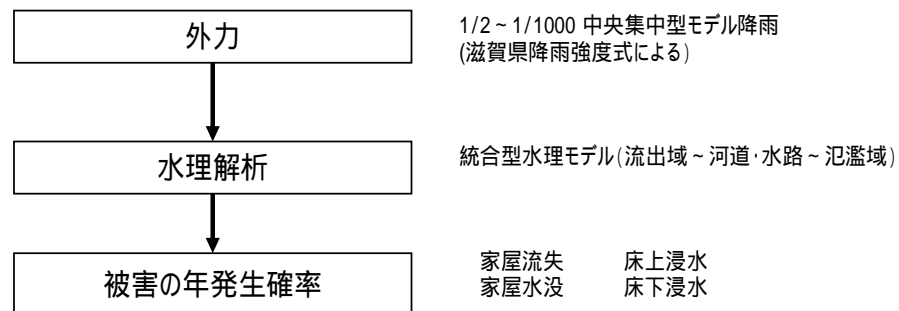 外力
1/2~1/1000 中央集中型モデル降雨
(滋賀県降雨強度式による)
水理解析
統合型水理モデル(流出域~河道・水路~氾濫域)
被害の年発生確率
家屋流失 床上浸水
家屋水没 床下浸水